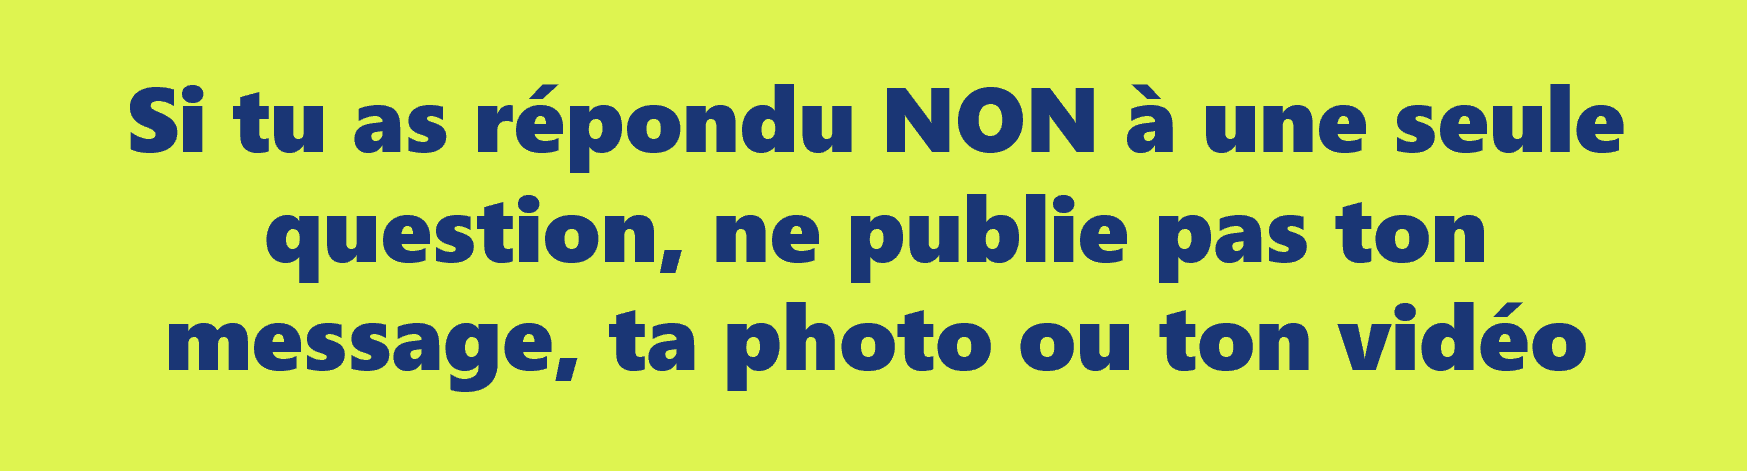 Si tu as répondu NON à une seule
question, ne publie pas ton
message, ta photo ou ton vidéo